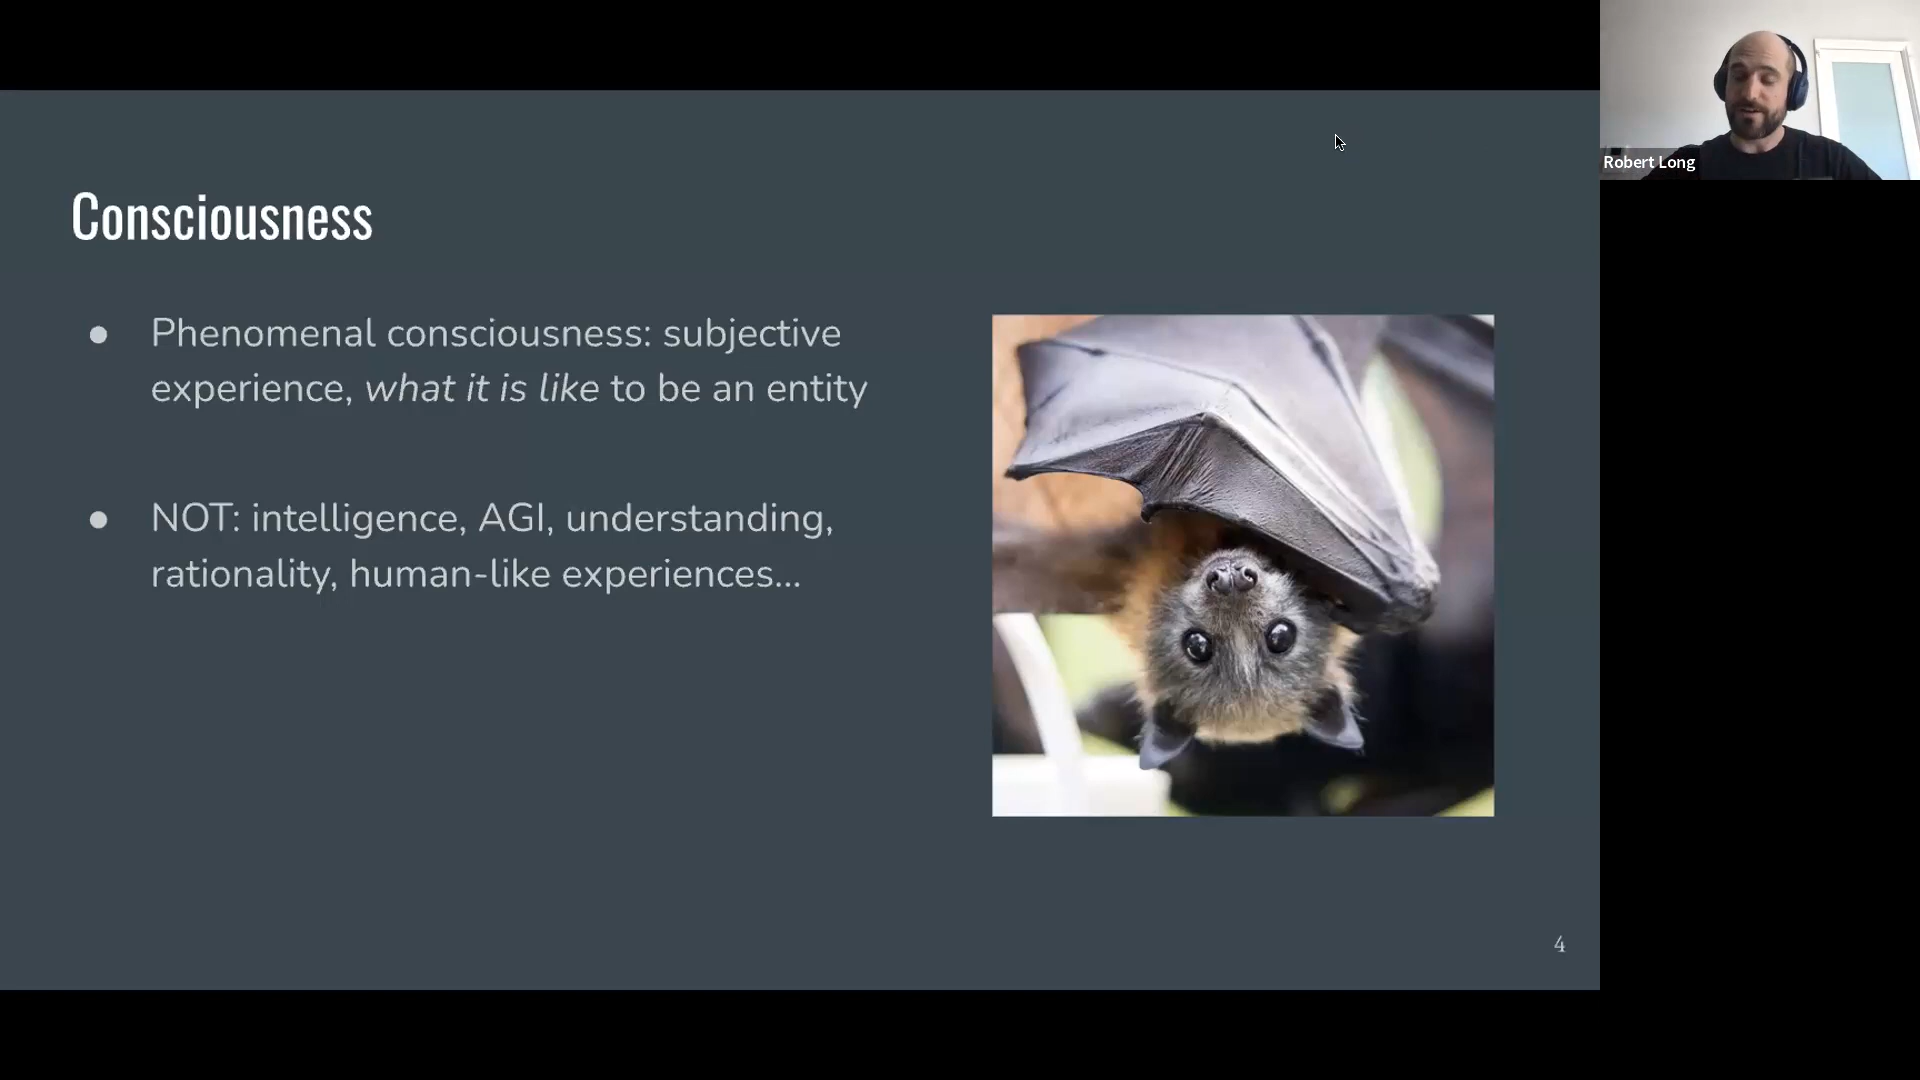 Consciousness
● Phenomenal consciousness: subjective
experience, what it is like to be an entity
● NOT: intelligence, AGI, understanding,
rationality, human-like experiences...
4
Robert Long